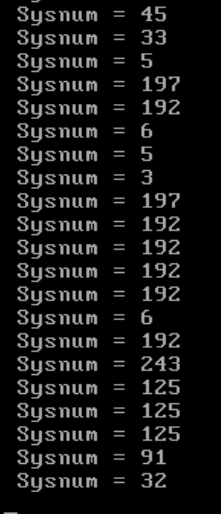 Sysnum = 45
Sysnum = 33
Sysnum = 5
Sysnum = 197
Sysnum = 192
Sysnum = 6
Sysnum = 5
Sysnum = 3
Sysnum = 197
Sysnum = 192
Sysnum = 192
Sysnum = 192
Sysnum = 192
Sysnum = 6
Sysnum = 192
Sysnum = 243
Sysnum = 125
Sysnum = 125
Sysnum = 125
Sysnum = 91
Sysnum = 32